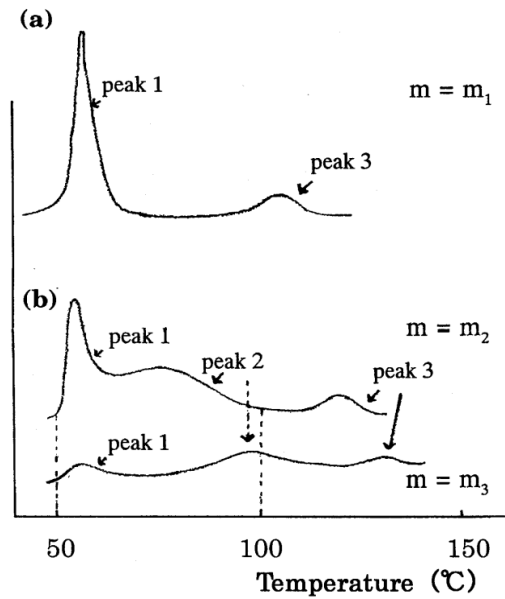 (a)
peak 1
m = m₁
peak 3
(b)
peak 1
m = m₂
peak 2
peak 3
peak 1
m = m₃
50
100
150
Temperature (℃)